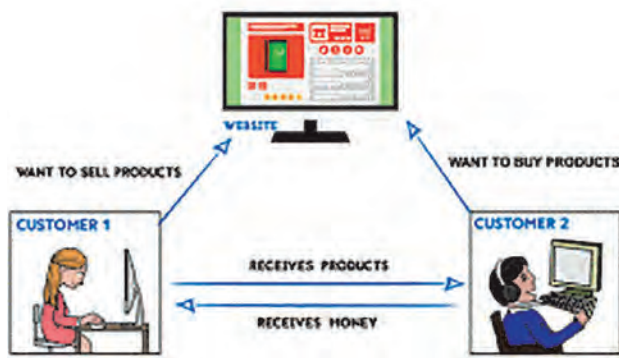 WEBSITE
WANT TO SELL PRODUCTS
WANT TO BUY PRODUCTS
CUSTOMER 1
CUSTOMER 2
RECEIVES PRODUCTS
RECEIVES MONEY